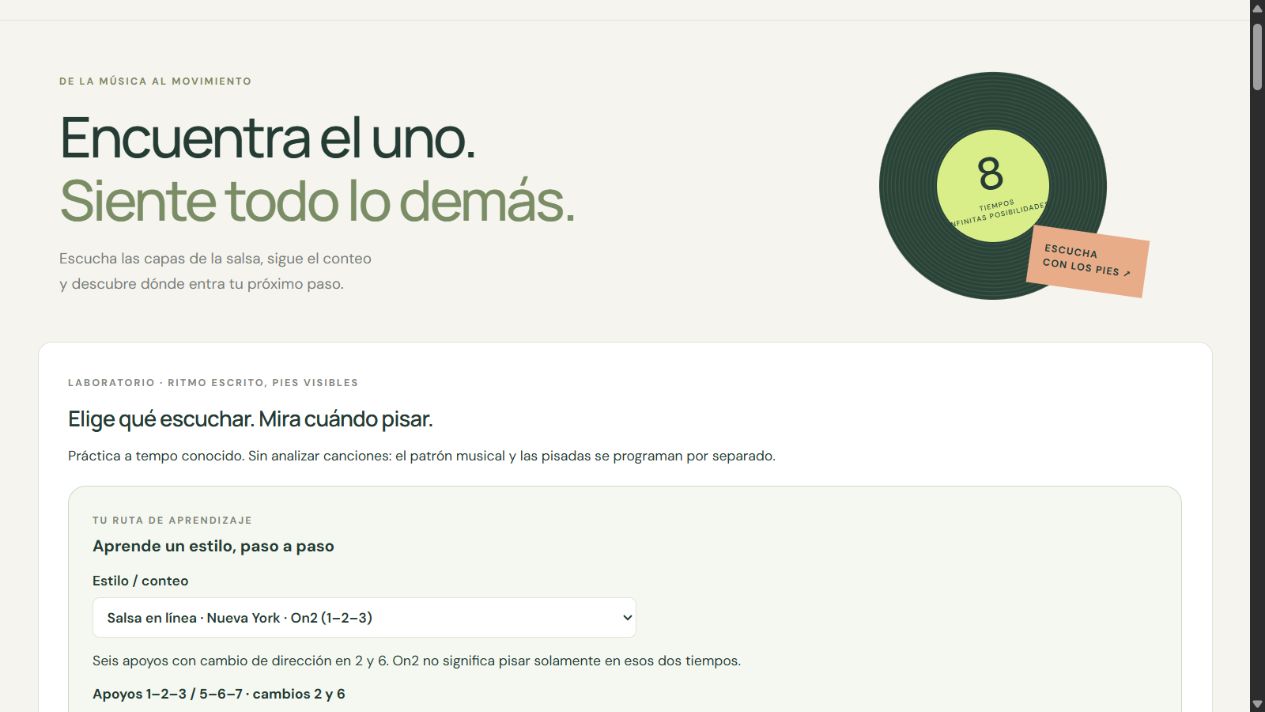 DE LA MÚSICA AL MOVIMIENTO
Encuentra el uno.
Siente todo lo demás.
Escucha las capas de la salsa, sigue el conteo
y descubre dónde entra tu próximo paso.
8
TIEMPOS
INFINITAS POSIBILIDADES
ESCUCHA
CON LOS PIES ↗
LABORATORIO · RITMO ESCRITO, PIES VISIBLES
Elige qué escuchar. Mira cuándo pisar.
Práctica a tempo conocido. Sin analizar canciones: el patrón musical y las pisadas se programan por separado.
TU RUTA DE APRENDIZAJE
Aprende un estilo, paso a paso
Estilo / conteo
Salsa en línea · Nueva York · On2 (1–2–3)
Seis apoyos con cambio de dirección en 2 y 6. On2 no significa pisar solamente en esos dos tiempos.
Apoyos 1–2–3 / 5–6–7 · cambios 2 y 6